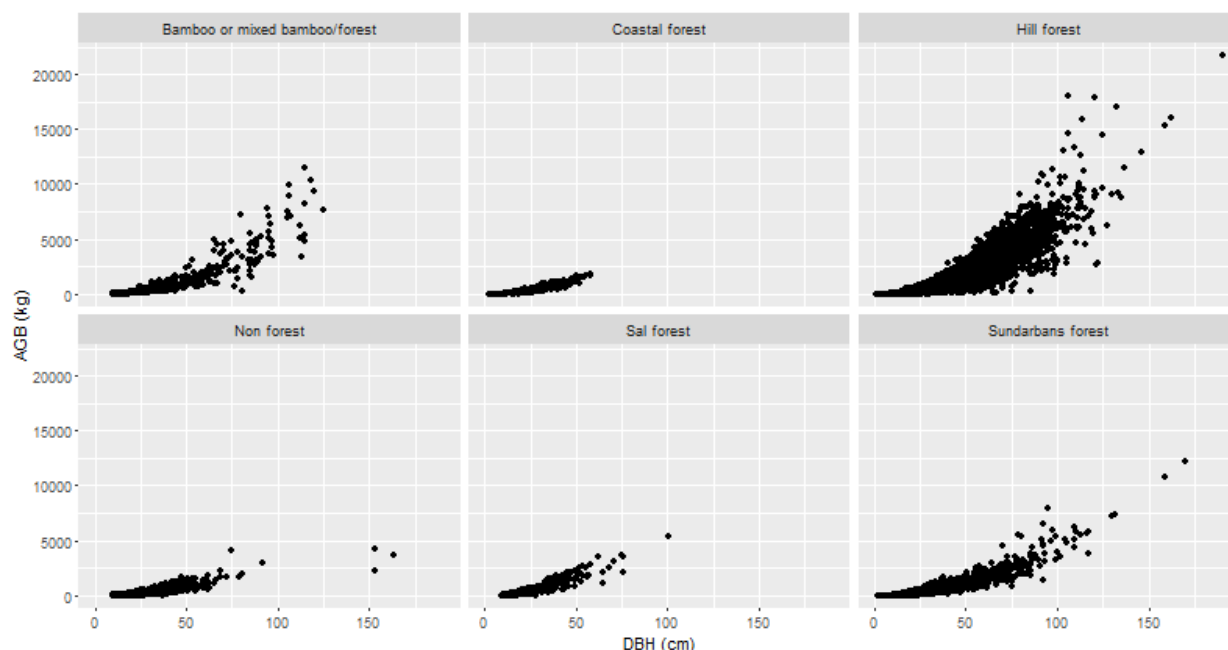 Bamboo or mixed bamboo/forest Coastal forest Hill forest
20000
15000
10000
5000
0
AGB (kg)
Non forest Sal forest Sundarbans forest
20000
15000
10000
5000
0
0 50 100 150 0 50 100 150 0 50 100 150
DBH (cm)